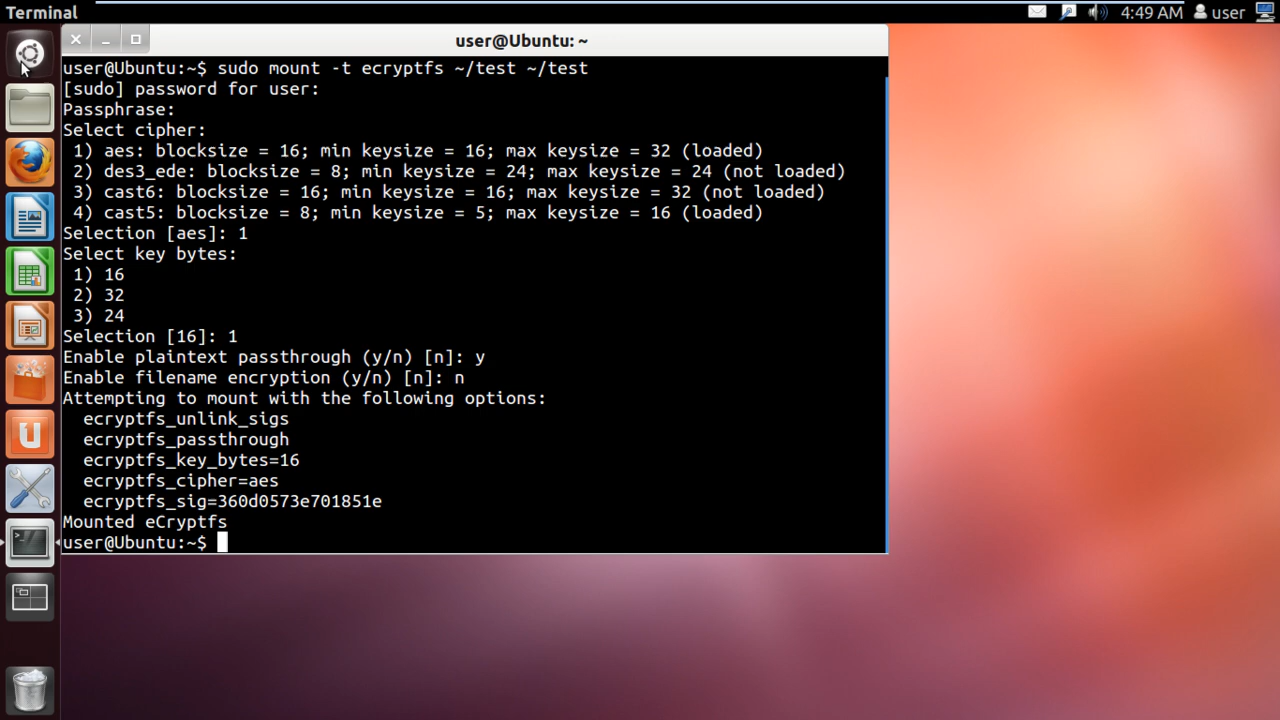 Terminal
4:49 AM user
user@Ubuntu: ~
user@Ubuntu:~$ sudo mount -t ecryptfs ~/test ~/test
[sudo] password for user:
Passphrase:
Select cipher:
1) aes: blocksize = 16; min keysize = 16; max keysize = 32 (loaded)
2) des3_ede: blocksize = 8; min keysize = 24; max keysize = 24 (not loaded)
3) cast6: blocksize = 16; min keysize = 16; max keysize = 32 (not loaded)
4) cast5: blocksize = 8; min keysize = 5; max keysize = 16 (loaded)
Selection [aes]: 1
Select key bytes:
1) 16
2) 32
3) 24
Selection [16]: 1
Enable plaintext passthrough (y/n) [n]: y
Enable filename encryption (y/n) [n]: n
Attempting to mount with the following options:
ecryptfs_unlink_sigs
ecryptfs_passthrough
ecryptfs_key_bytes=16
ecryptfs_cipher=aes
ecryptfs_sig=360d0573e701851e
Mounted eCryptfs
user@Ubuntu:~$